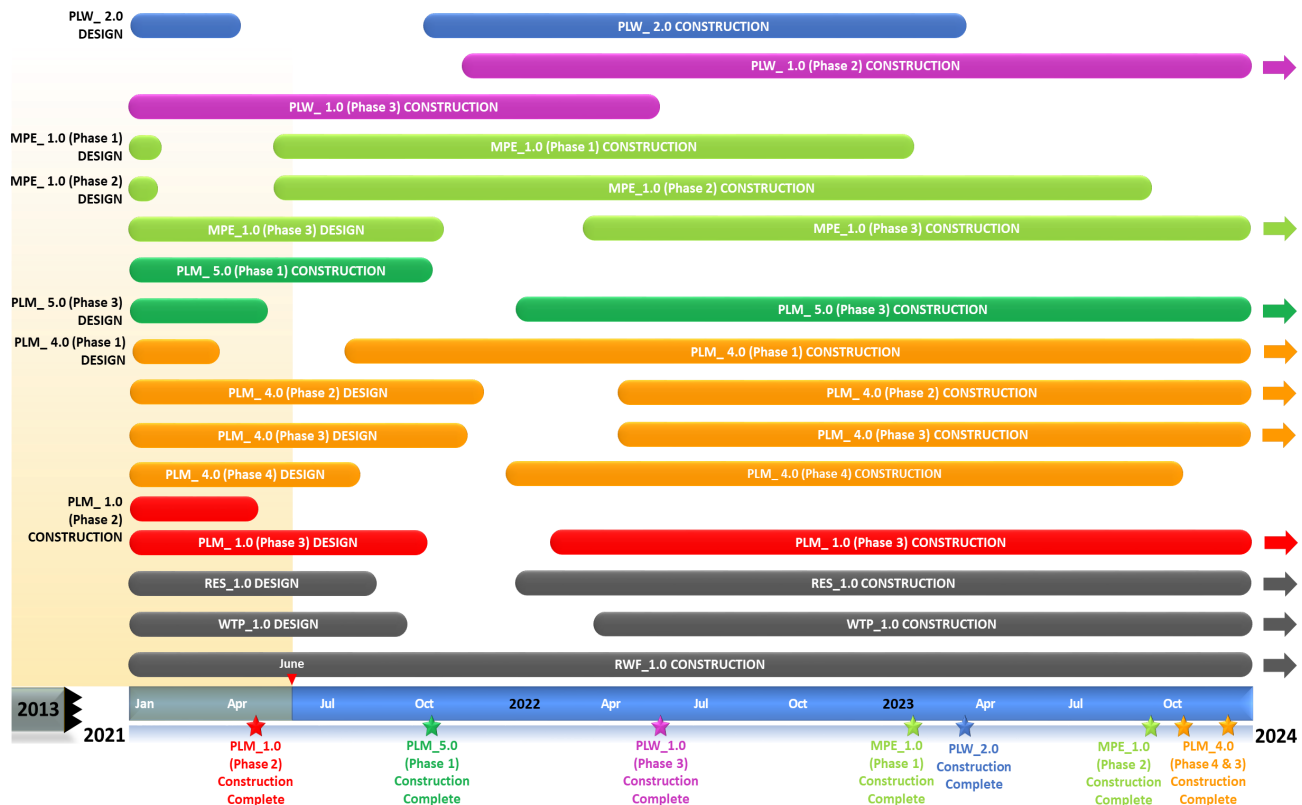 PLW_ 2.0
DESIGN
PLW_ 2.0 CONSTRUCTION
PLW_ 1.0 (Phase 2) CONSTRUCTION
PLW_ 1.0 (Phase 3) CONSTRUCTION
MPE_ 1.0 (Phase 1)
DESIGN
MPE_1.0 (Phase 1) CONSTRUCTION
MPE_ 1.0 (Phase 2)
DESIGN
MPE_1.0 (Phase 2) CONSTRUCTION
MPE_1.0 (Phase 3) DESIGN
MPE_1.0 (Phase 3) CONSTRUCTION
PLM_ 5.0 (Phase 1) CONSTRUCTION
PLM_ 5.0 (Phase 3)
DESIGN
PLM_ 5.0 (Phase 3) CONSTRUCTION
PLM_ 4.0 (Phase 1)
DESIGN
PLM_ 4.0 (Phase 1) CONSTRUCTION
PLM_ 4.0 (Phase 2) DESIGN
PLM_ 4.0 (Phase 2) CONSTRUCTION
PLM_ 4.0 (Phase 3) DESIGN
PLM_ 4.0 (Phase 3) CONSTRUCTION
PLM_ 4.0 (Phase 4) DESIGN
PLM_ 4.0 (Phase 4) CONSTRUCTION
PLM_ 1.0
(Phase 2)
CONSTRUCTION
PLM_ 1.0 (Phase 3) DESIGN
PLM_ 1.0 (Phase 3) CONSTRUCTION
RES_1.0 DESIGN
RES_1.0 CONSTRUCTION
WTP_1.0 DESIGN
WTP_1.0 CONSTRUCTION
June
RWF_1.0 CONSTRUCTION
2013
Jan Apr Jul Oct 2022 Apr Jul Oct 2023 Apr Jul Oct
2021
2024
PLM_1.0
(Phase 2)
Construction
Complete
PLM_5.0
(Phase 1)
Construction
Complete
PLW_1.0
(Phase 3)
Construction
Complete
MPE_1.0
(Phase 1)
Construction
Complete
PLW_2.0
Construction
Complete
MPE_1.0
(Phase 2)
Construction
Complete
PLM_4.0
(Phase 4 & 3)
Construction
Complete